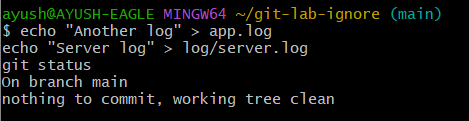 ayush@AYUSH-EAGLE MINGW64 ~/git-lab-ignore (main)
$ echo "Another log" > app.log
echo "Server log" > log/server.log
git status
On branch main
nothing to commit, working tree clean